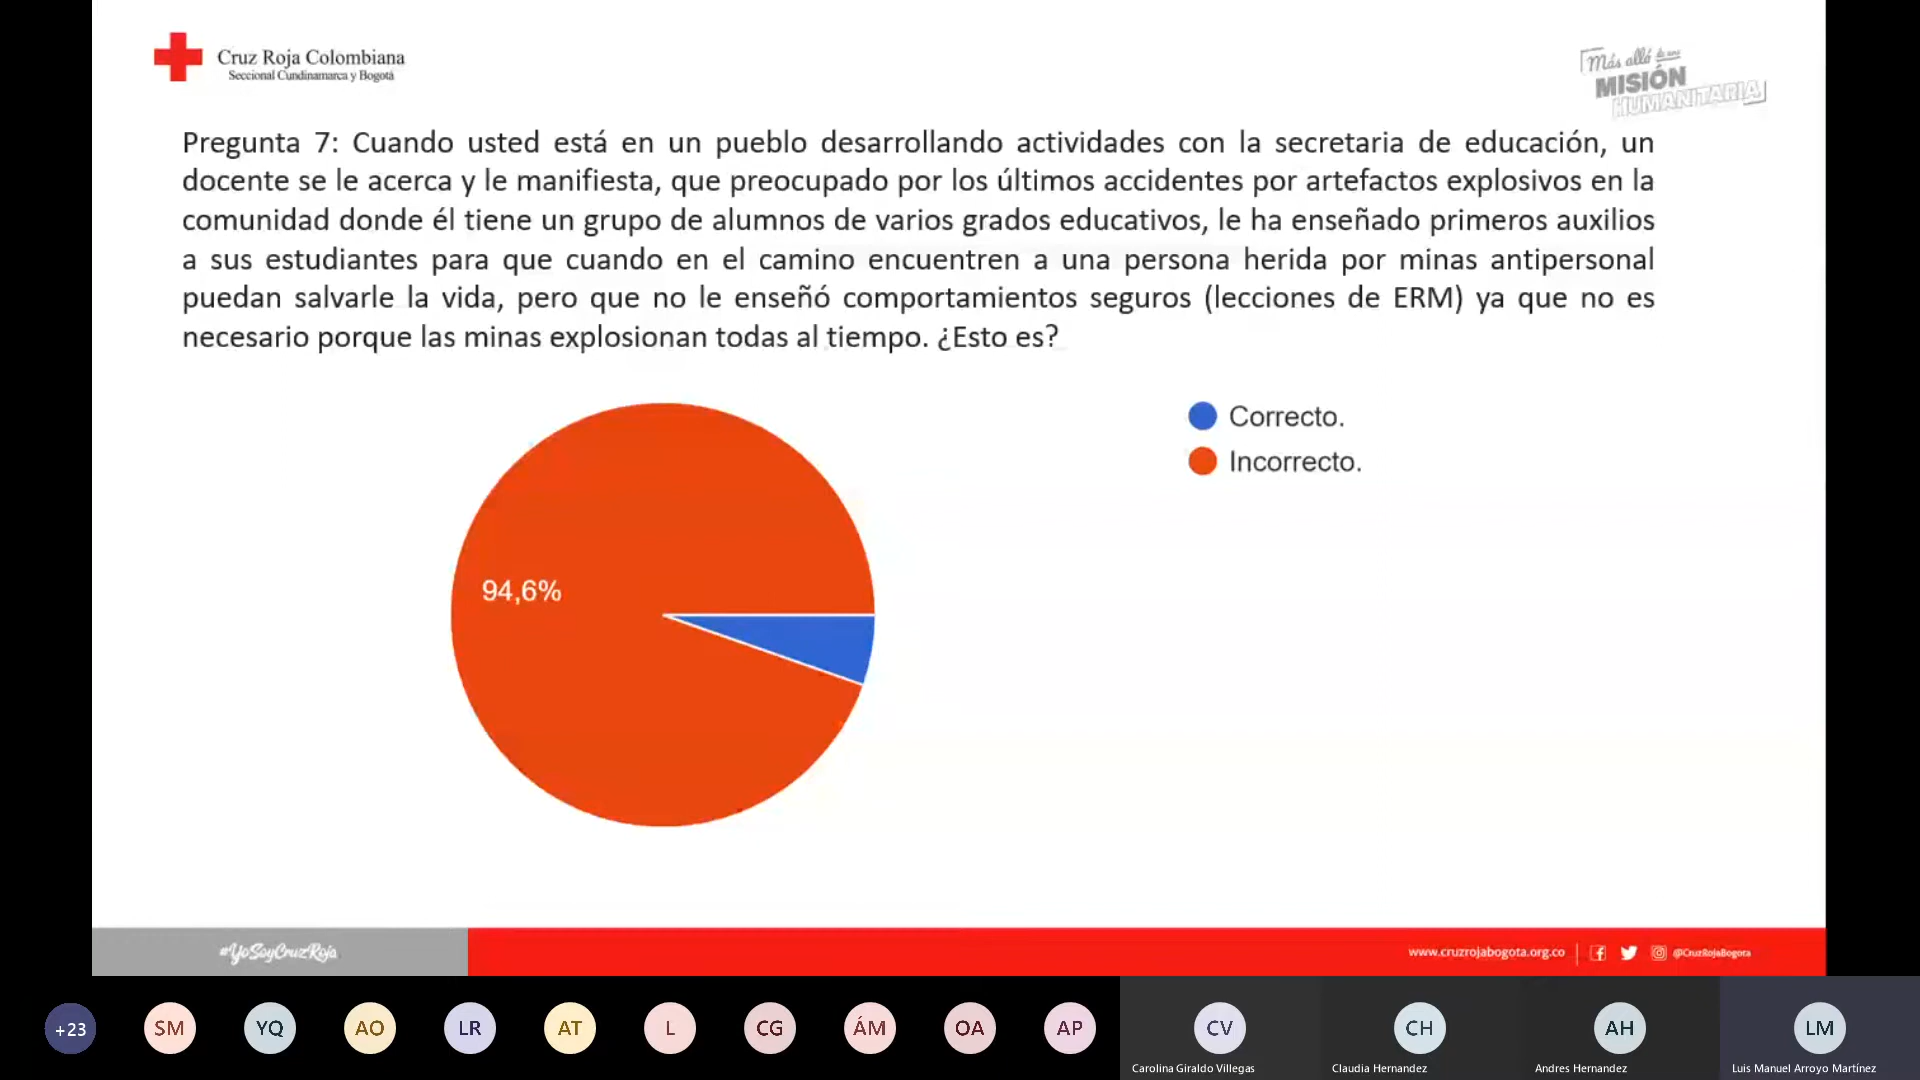 Cruz Roja Colombiana
Seccional Cundinamarca y Bogotá
Más allá de una
MISIÓN
HUMANITARIA
Pregunta 7: Cuando usted está en un pueblo desarrollando actividades con la secretaria de educación, un
docente se le acerca y le manifiesta, que preocupado por los últimos accidentes por artefactos explosivos en la
comunidad donde él tiene un grupo de alumnos de varios grados educativos, le ha enseñado primeros auxilios
a sus estudiantes para que cuando en el camino encuentren a una persona herida por minas antipersonal
puedan salvarle la vida, pero que no le enseñó comportamientos seguros (lecciones de ERM) ya que no es
necesario porque las minas explosionan todas al tiempo. ¿Esto es?
Correcto.
Incorrecto.
94,6%
#YoSoyCruzRoja
www.cruzrojabogota.org.co
@CruzRojaBogota
+23 SM YQ AO LR AT L CG ÁM OA AP CV CH AH LM
Carolina Giraldo Villegas Claudia Hernandez Andres Hernandez Luis Manuel Arroyo Martínez